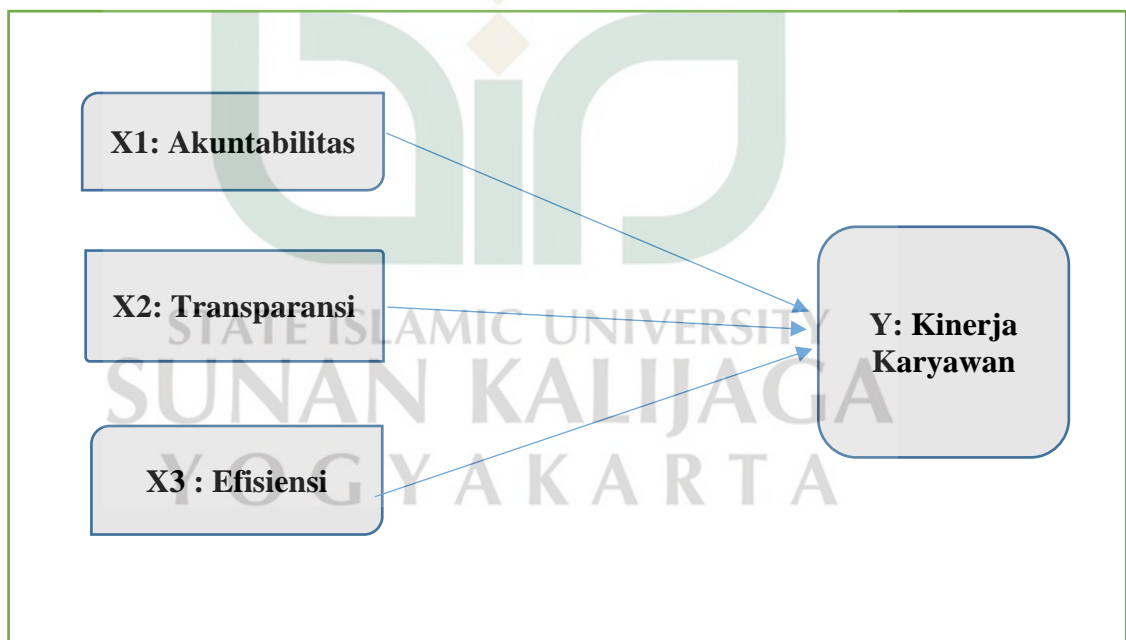 X1: Akuntabilitas
X2: Transparansi
X3 : Efisiensi
Y: Kinerja
Karyawan
STATE ISLAMIC UNIVERSITY
SUNAN KALIJAGA
YOGYAKARTA